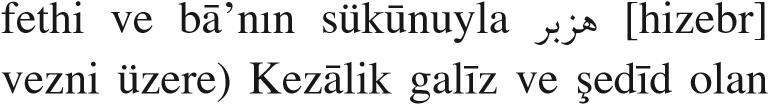 fethi ve bā’nın sükūnuyla هزبر [hizebr]
vezni üzere) Kezālik galīz ve şedīd olan